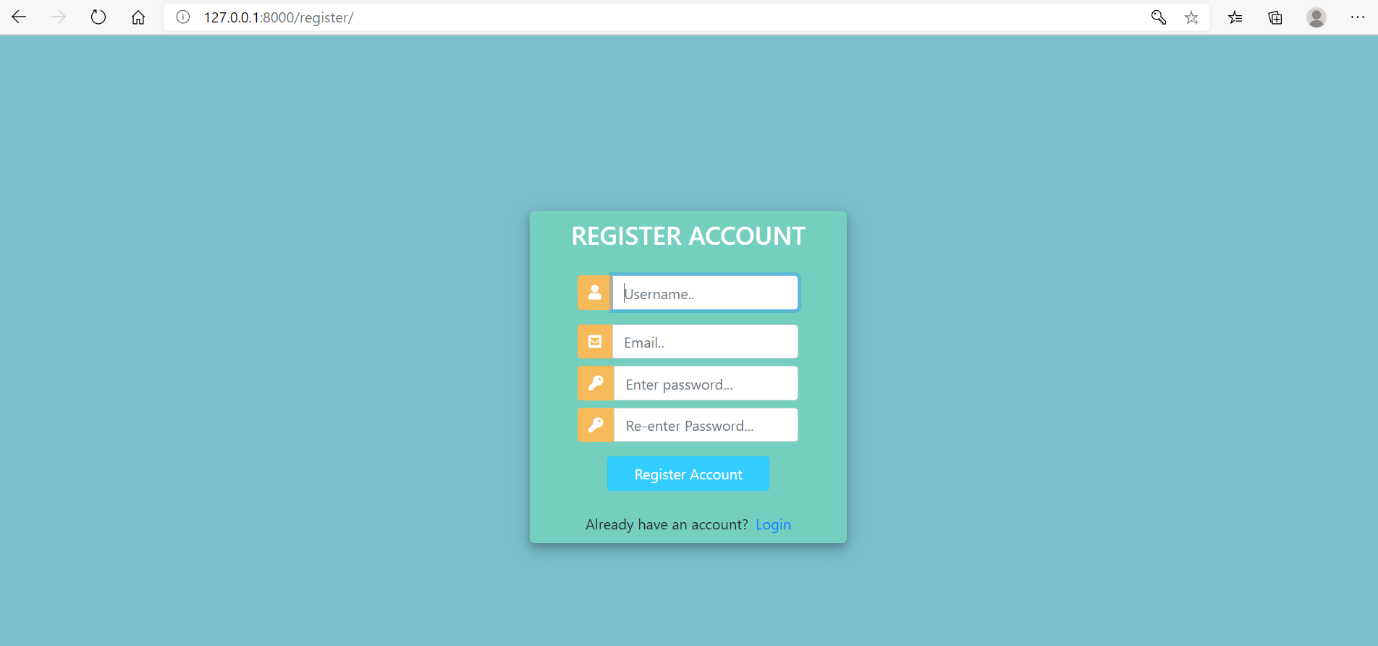 127.0.0.1:8000/register/
REGISTER ACCOUNT
Username..
Email..
Enter password...
Re-enter Password...
Register Account
Already have an account? Login